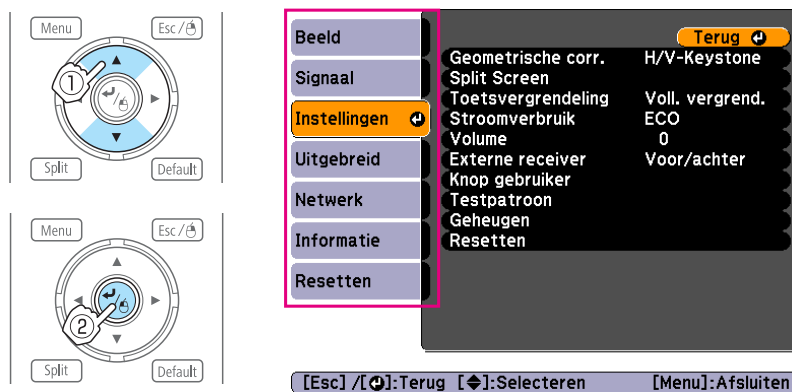 Menu
Esc/
1
Split
Default
Menu
Esc/
2
Split
Default
Beeld
Signaal
Instellingen
Uitgebreid
Netwerk
Informatie
Resetten
Terug
Geometrische corr. H/V-Keystone
Split Screen
Toetsvergrendeling Voll. vergrend.
Stroomverbruik ECO
Volume 0
Externe receiver Voor/achter
Knop gebruiker
Testpatroon
Geheugen
Resetten
[Esc] /[ ]:Terug [ ]:Selecteren [Menu]:Afsluiten